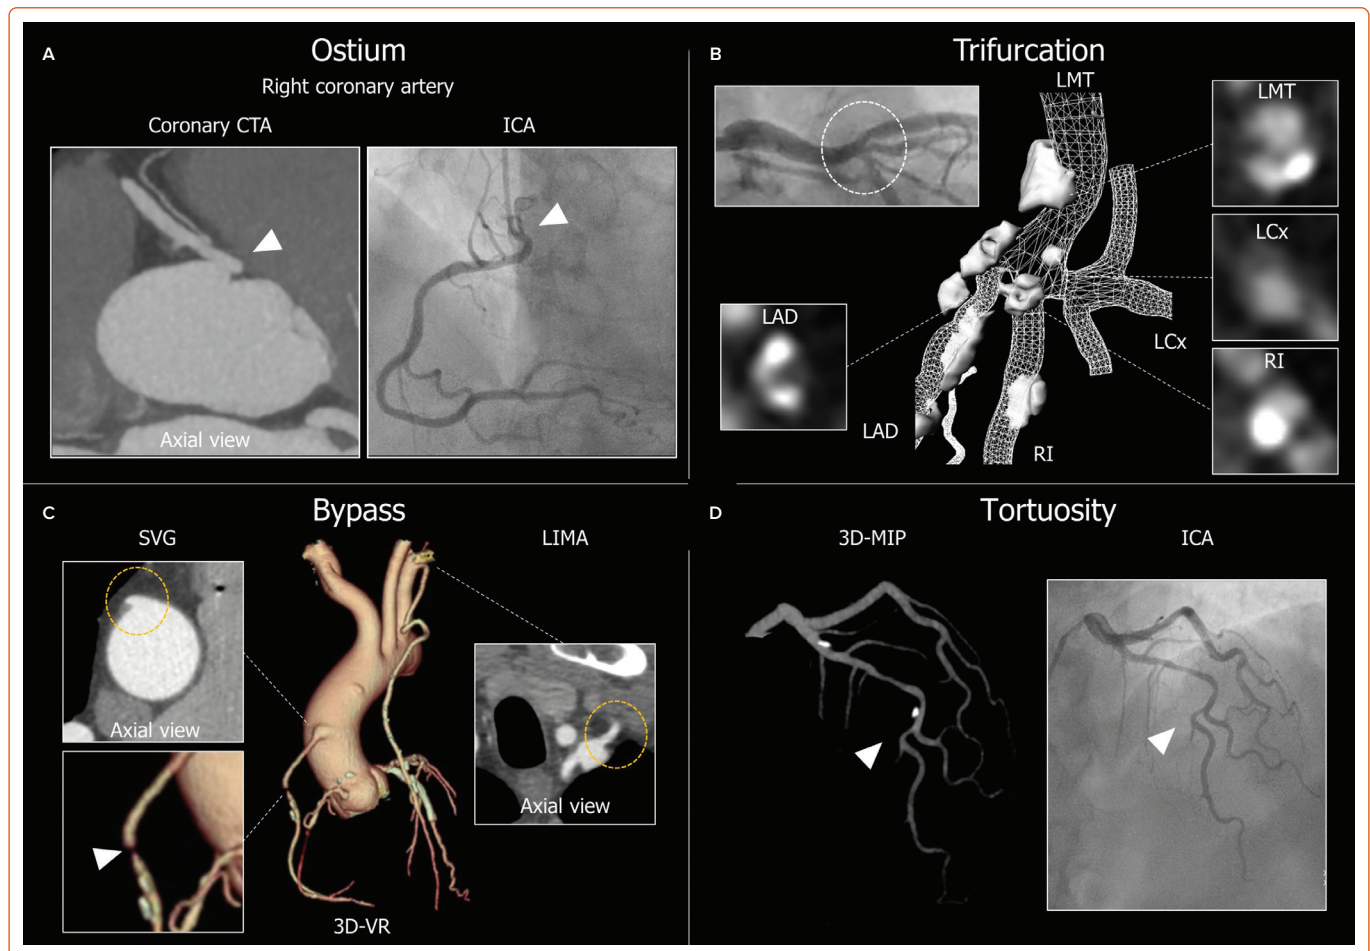 A
Ostium
Right coronary artery
Coronary CTA
ICA
Axial view
B
Trifurcation
LMT
LMT
LCx
LAD
LCx
RI
LAD
RI
C
Bypass
SVG
LIMA
Axial view
Axial view
3D-VR
D
Tortuosity
3D-MIP
ICA